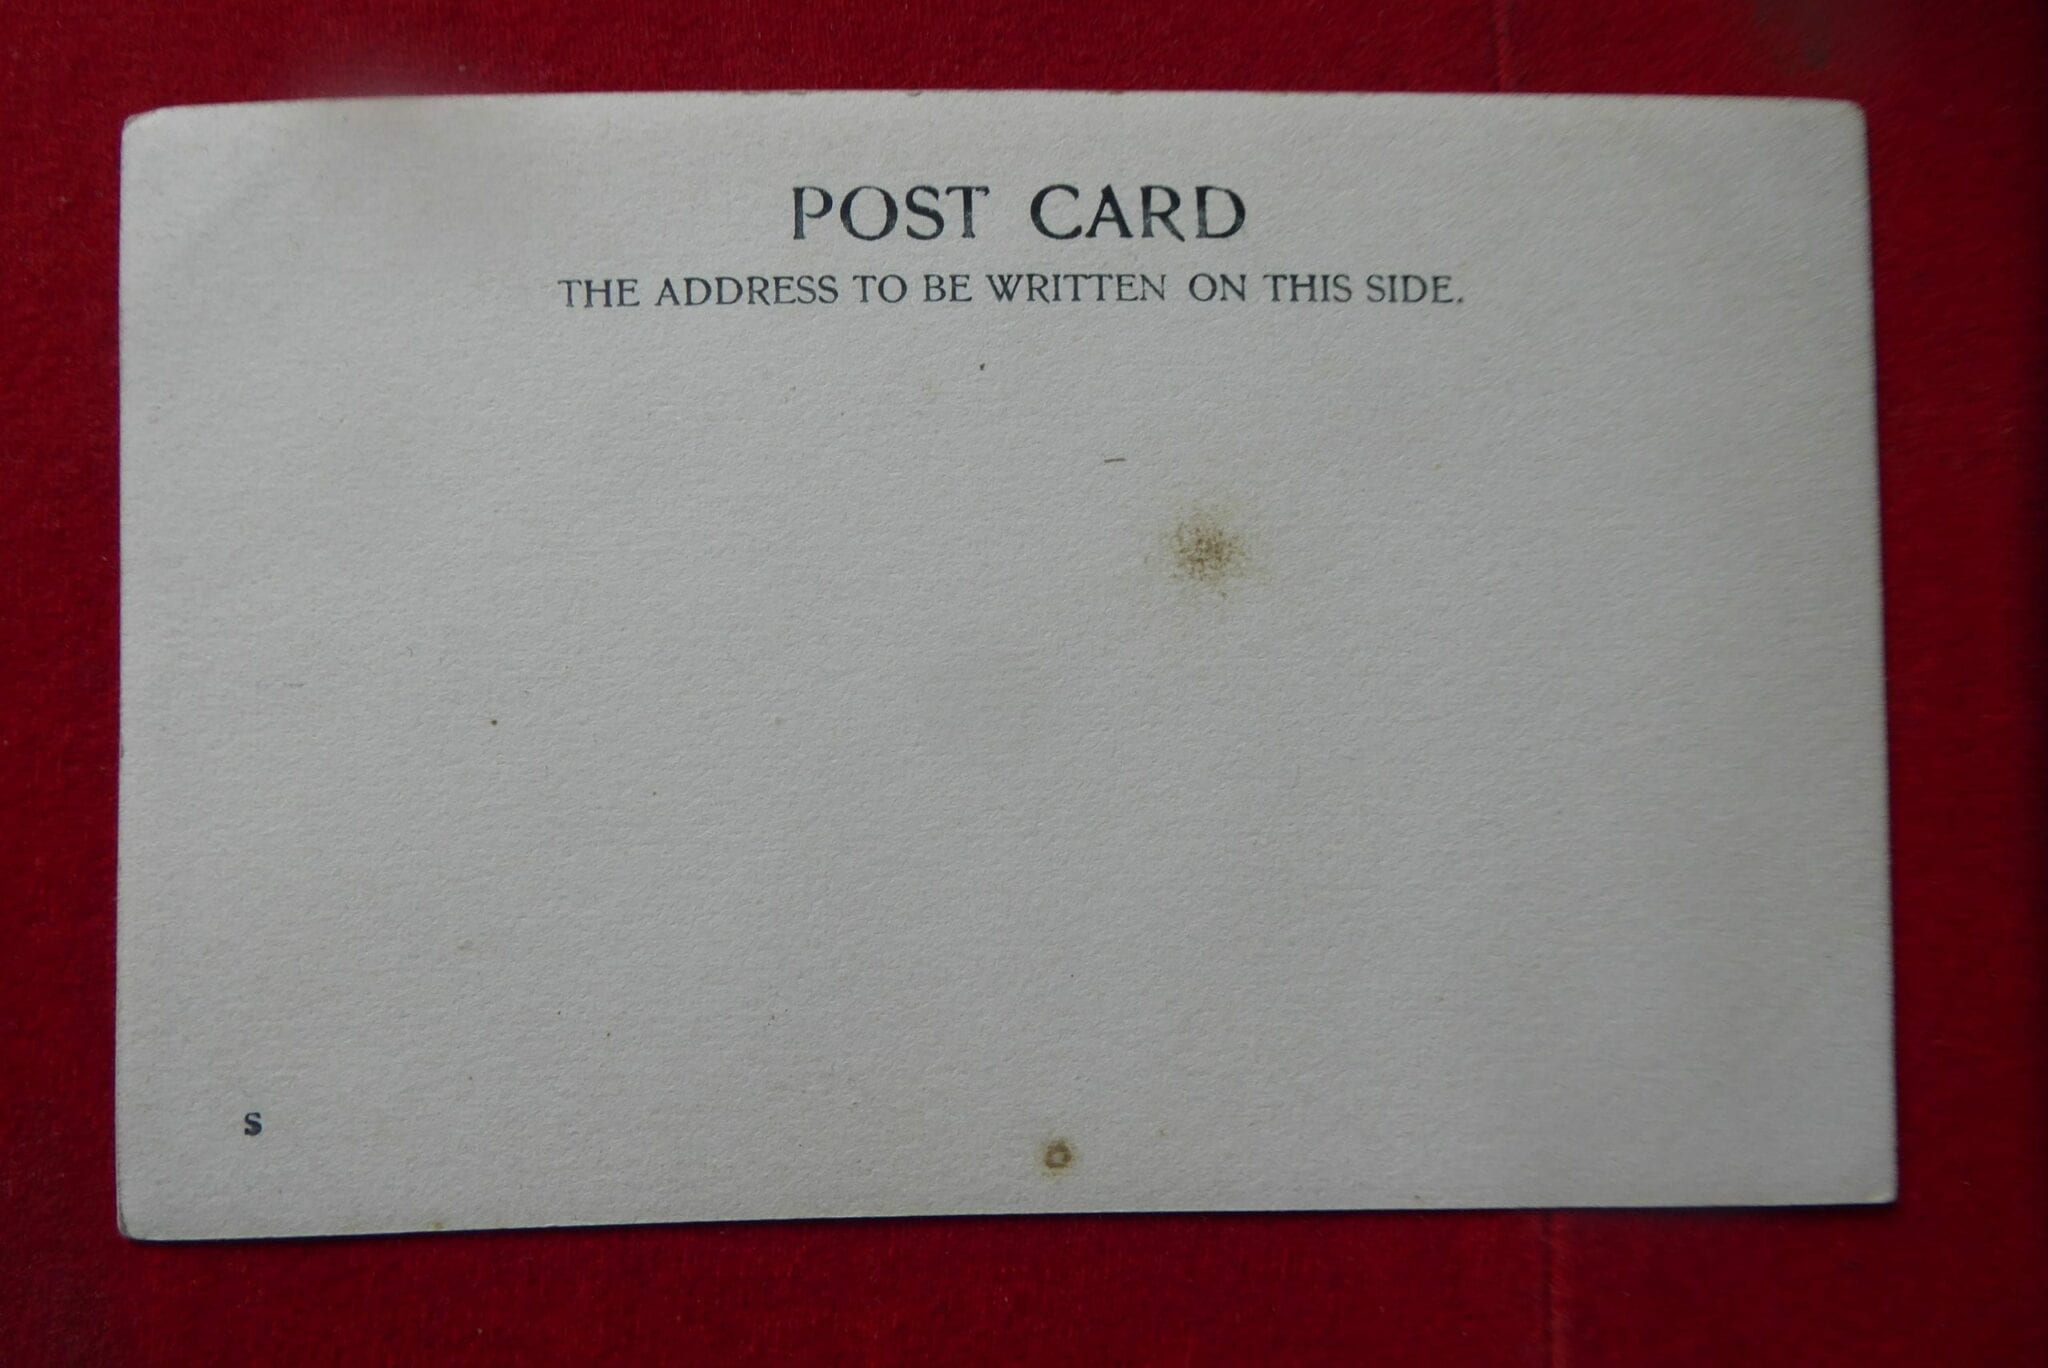 POST CARD
THE ADDRESS TO BE WRITTEN ON THIS SIDE.
S